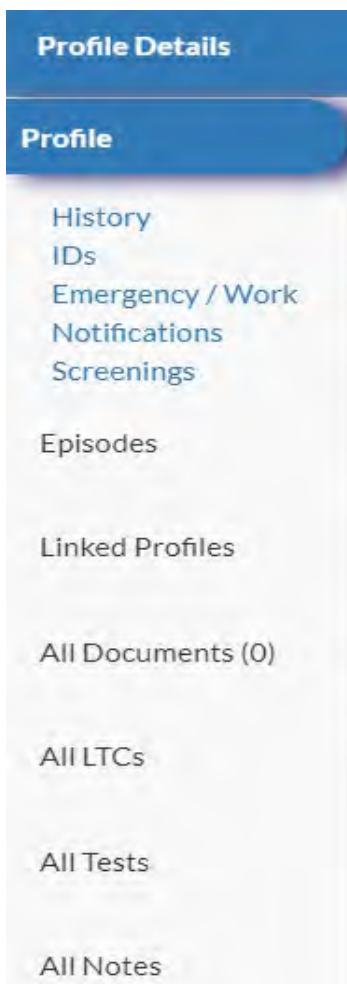 Profile Details
Profile
History
IDs
Emergency / Work
Notifications
Screenings
Episodes
Linked Profiles
All Documents (0)
All LTCs
All Tests
All Notes